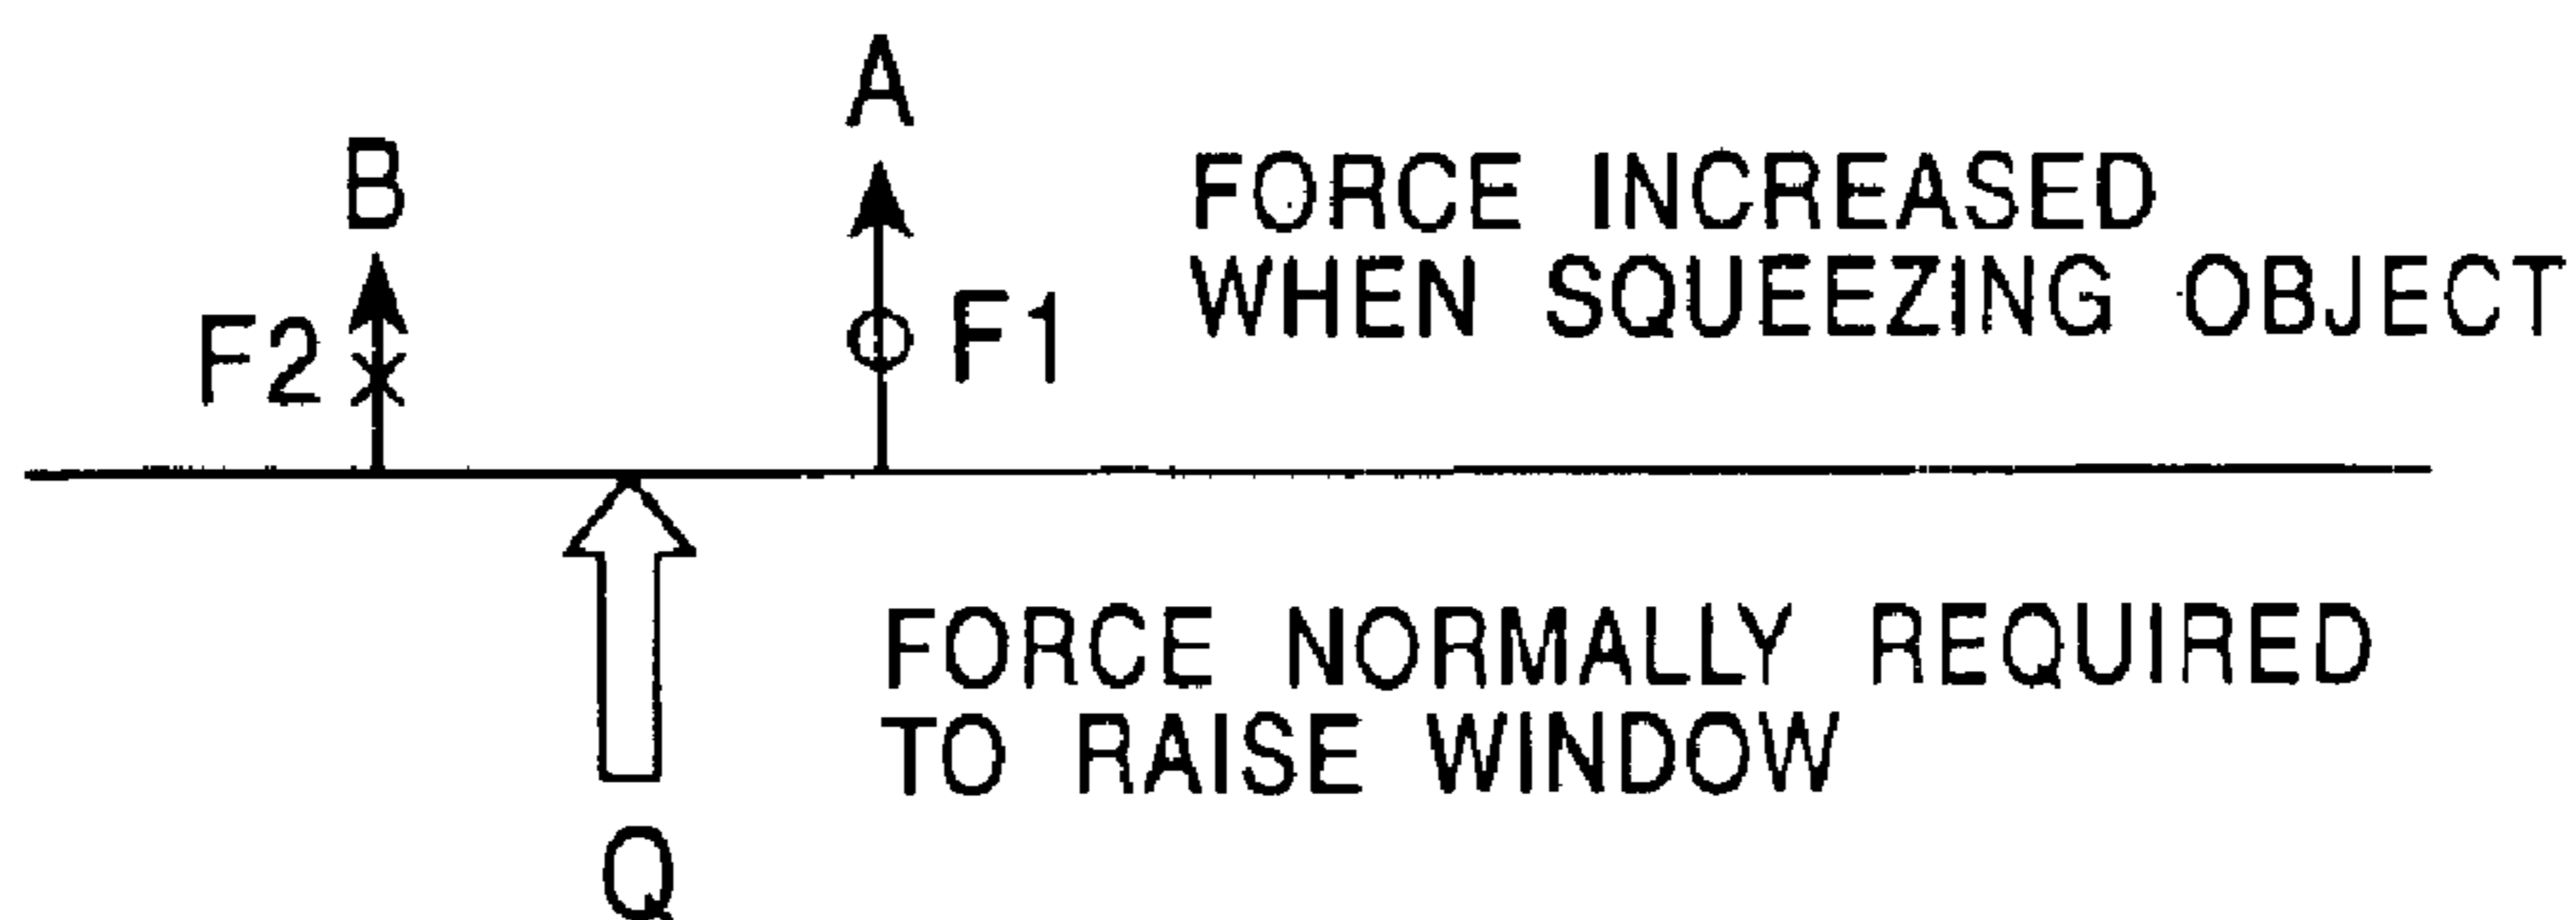 A
B
FORCE INCREASED
WHEN SQUEEZING OBJECT
F2
F1
FORCE NORMALLY REQUIRED
TO RAISE WINDOW
Q